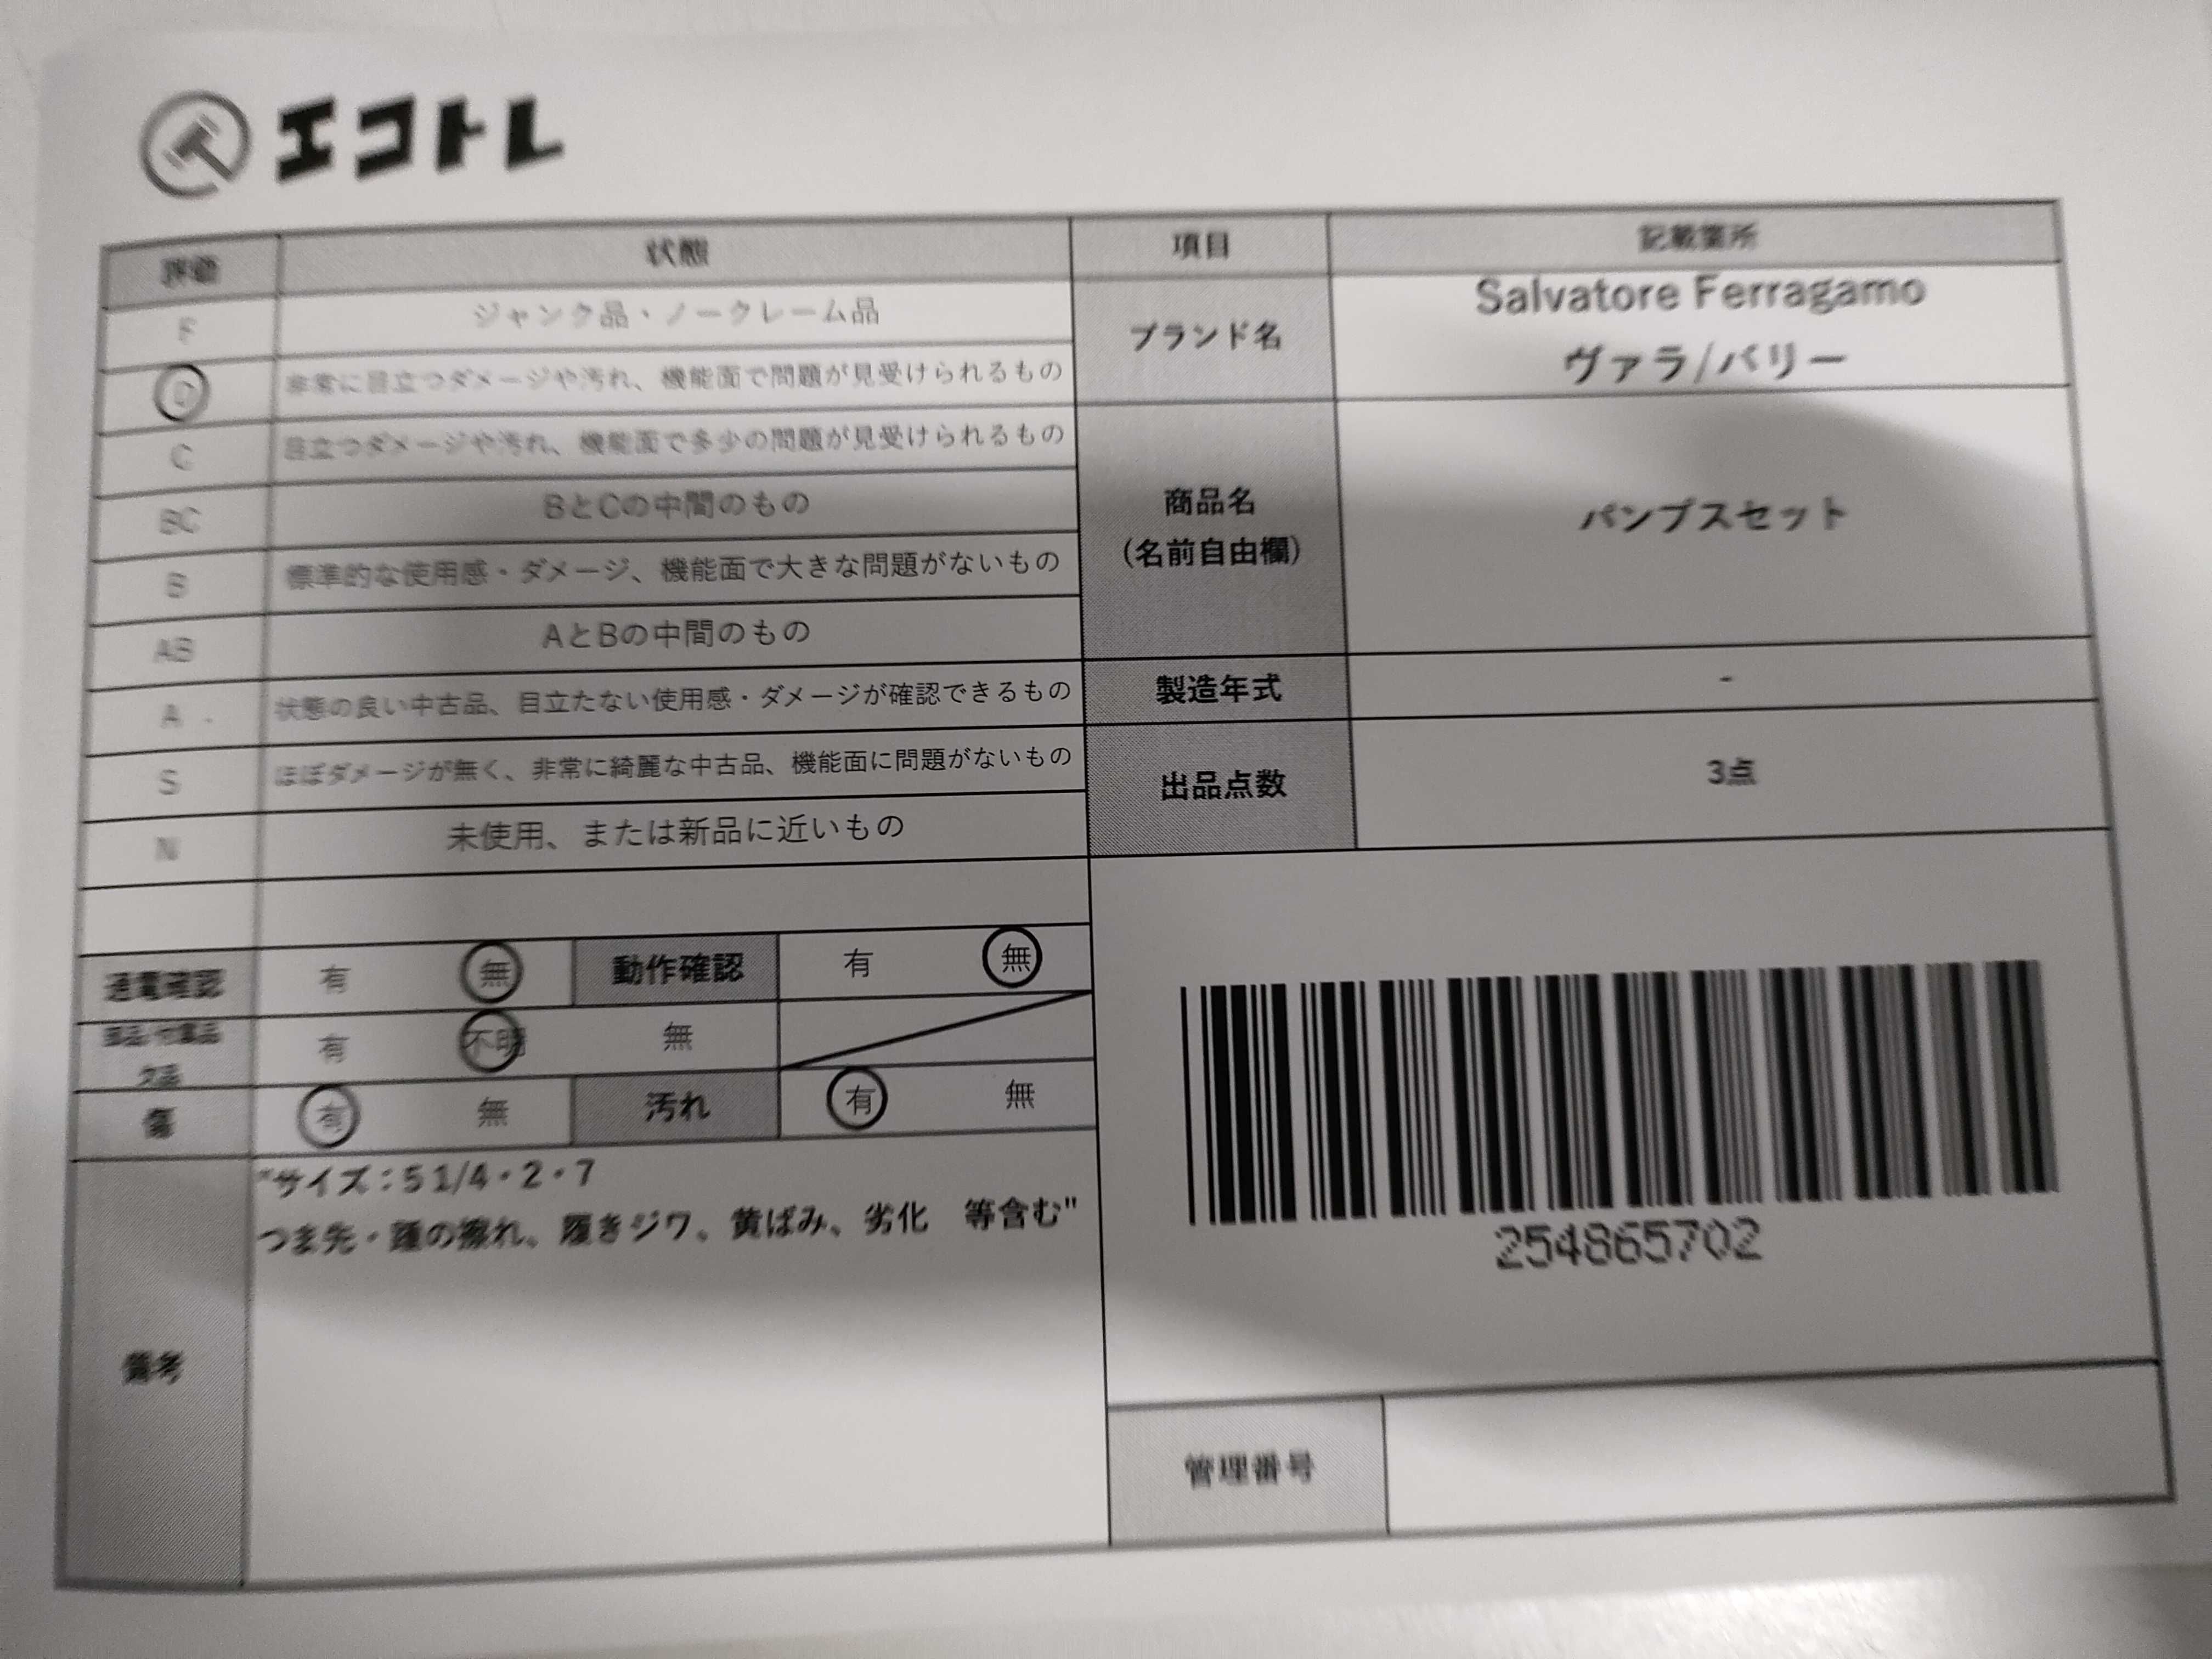 エコトレ
評価 状態
F ジャンク品・ノークレーム品
D 非常に目立つダメージや汚れ、機能面で問題が見受けられるもの
C 目立つダメージや汚れ、機能面で多少の問題が見受けられるもの
BC BとCの中間のもの
B 標準的な使用感・ダメージ、機能面で大きな問題がないもの
AB AとBの中間のもの
A 状態の良い中古品、目立たない使用感・ダメージが確認できるもの
S ほぼダメージが無く、非常に綺麗な中古品、機能面に問題がないもの
N 未使用、または新品に近いもの
通電確認 有 無 動作確認 有 無
部品・付属品 有 不明 無
欠品
傷 有 無 汚れ 有 無
備考
"サイズ：5 1/4・2・7
つま先・踵の擦れ、履きジワ、黄ばみ、劣化 等含む"
項目 記載箇所
ブランド名
Salvatore Ferragamo
ヴァラ/バリー
商品名
(名前自由欄)
パンプスセット
製造年式 -
出品点数 3点
254865702
管理番号